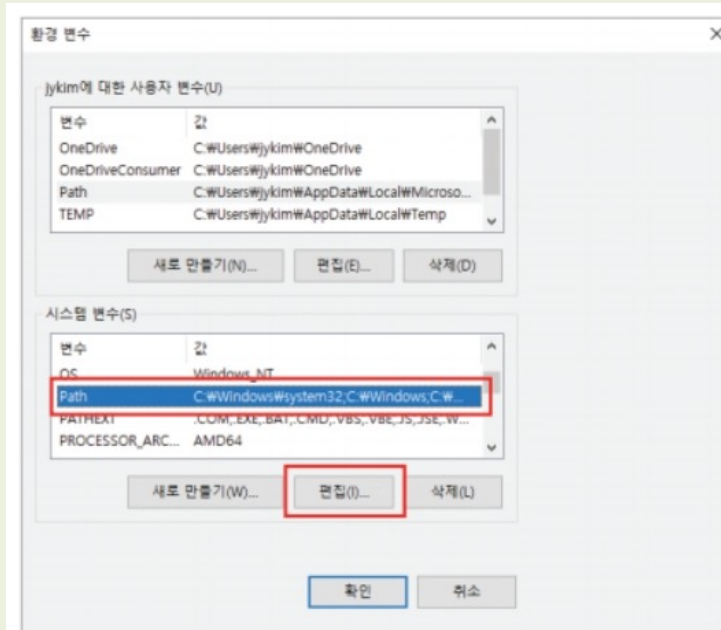 환경 변수
jykim에 대한 사용자 변수(U)
변수 값
OneDrive C:₩Users₩jykim₩OneDrive
OneDriveConsumer C:₩Users₩jykim₩OneDrive
Path C:₩Users₩jykim₩AppData₩Local₩Microso...
TEMP C:₩Users₩jykim₩AppData₩Local₩Temp
새로 만들기(N)... 편집(E)... 삭제(D)
시스템 변수(S)
변수 값
OS Windows_NT
Path C:₩Windows₩system32;C:₩Windows;C:₩...
PATHEXT .COM;.EXE;.BAT;.CMD;.VBS;.VBE;.JS;.JSE;.W...
PROCESSOR_ARC... AMD64
새로 만들기(W)... 편집(I)... 삭제(L)
확인 취소